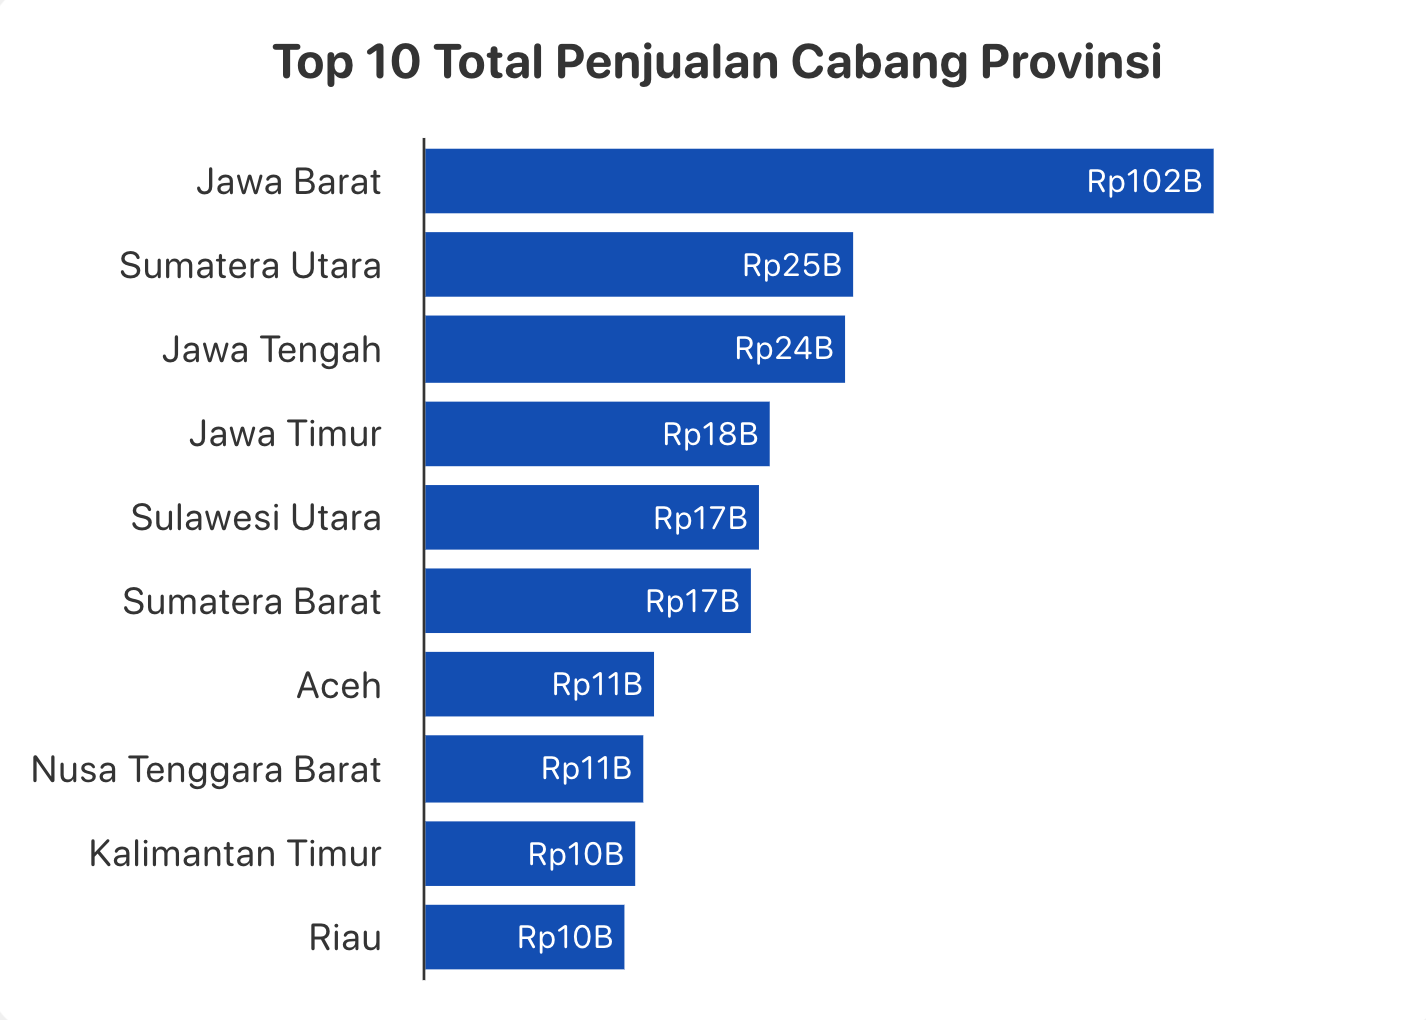 Top 10 Total Penjualan Cabang Provinsi
Jawa Barat Rp102B
Sumatera Utara Rp25B
Jawa Tengah Rp24B
Jawa Timur Rp18B
Sulawesi Utara Rp17B
Sumatera Barat Rp17B
Aceh Rp11B
Nusa Tenggara Barat Rp11B
Kalimantan Timur Rp10B
Riau Rp10B